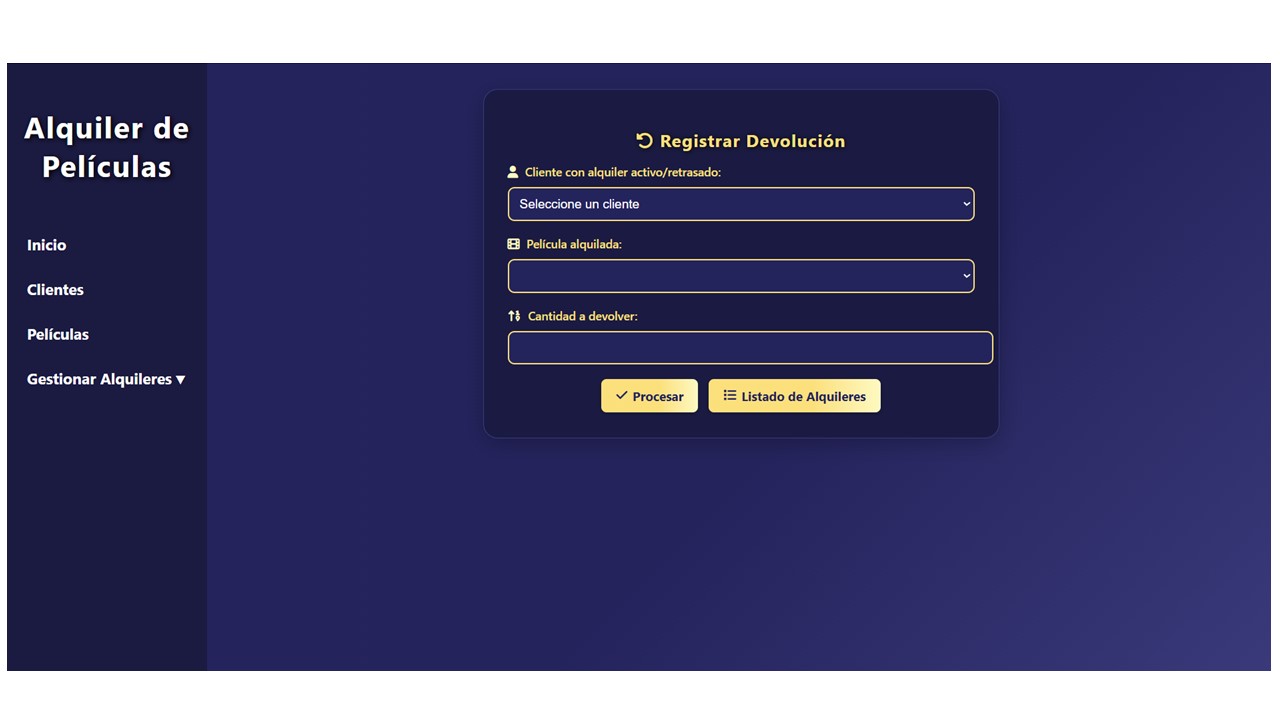 Alquiler de
Películas
Inicio
Clientes
Películas
Gestionar Alquileres ▼
Registrar Devolución
Cliente con alquiler activo/retrasado:
Seleccione un cliente
Película alquilada:
Cantidad a devolver:
Procesar
Listado de Alquileres